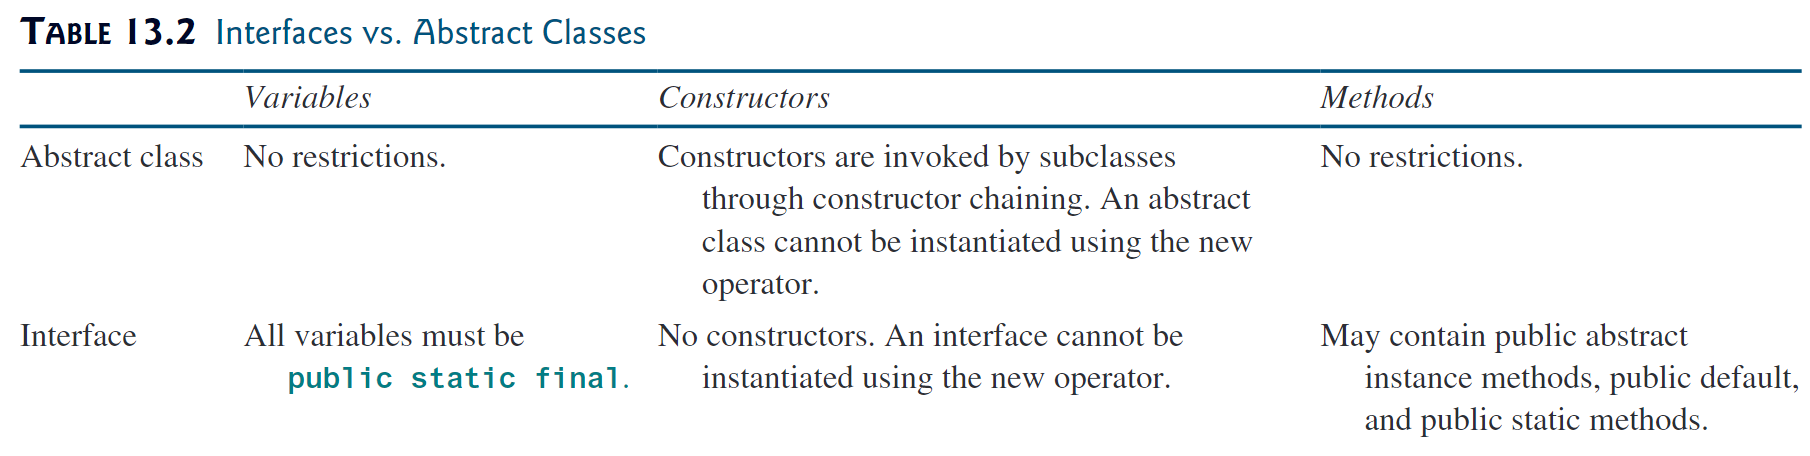 TABLE 13.2 Interfaces vs. Abstract Classes
Variables Constructors Methods
Abstract class No restrictions. Constructors are invoked by subclasses No restrictions.
through constructor chaining. An abstract
class cannot be instantiated using the new
operator.
Interface All variables must be No constructors. An interface cannot be May contain public abstract
public static final. instantiated using the new operator. instance methods, public default,
and public static methods.